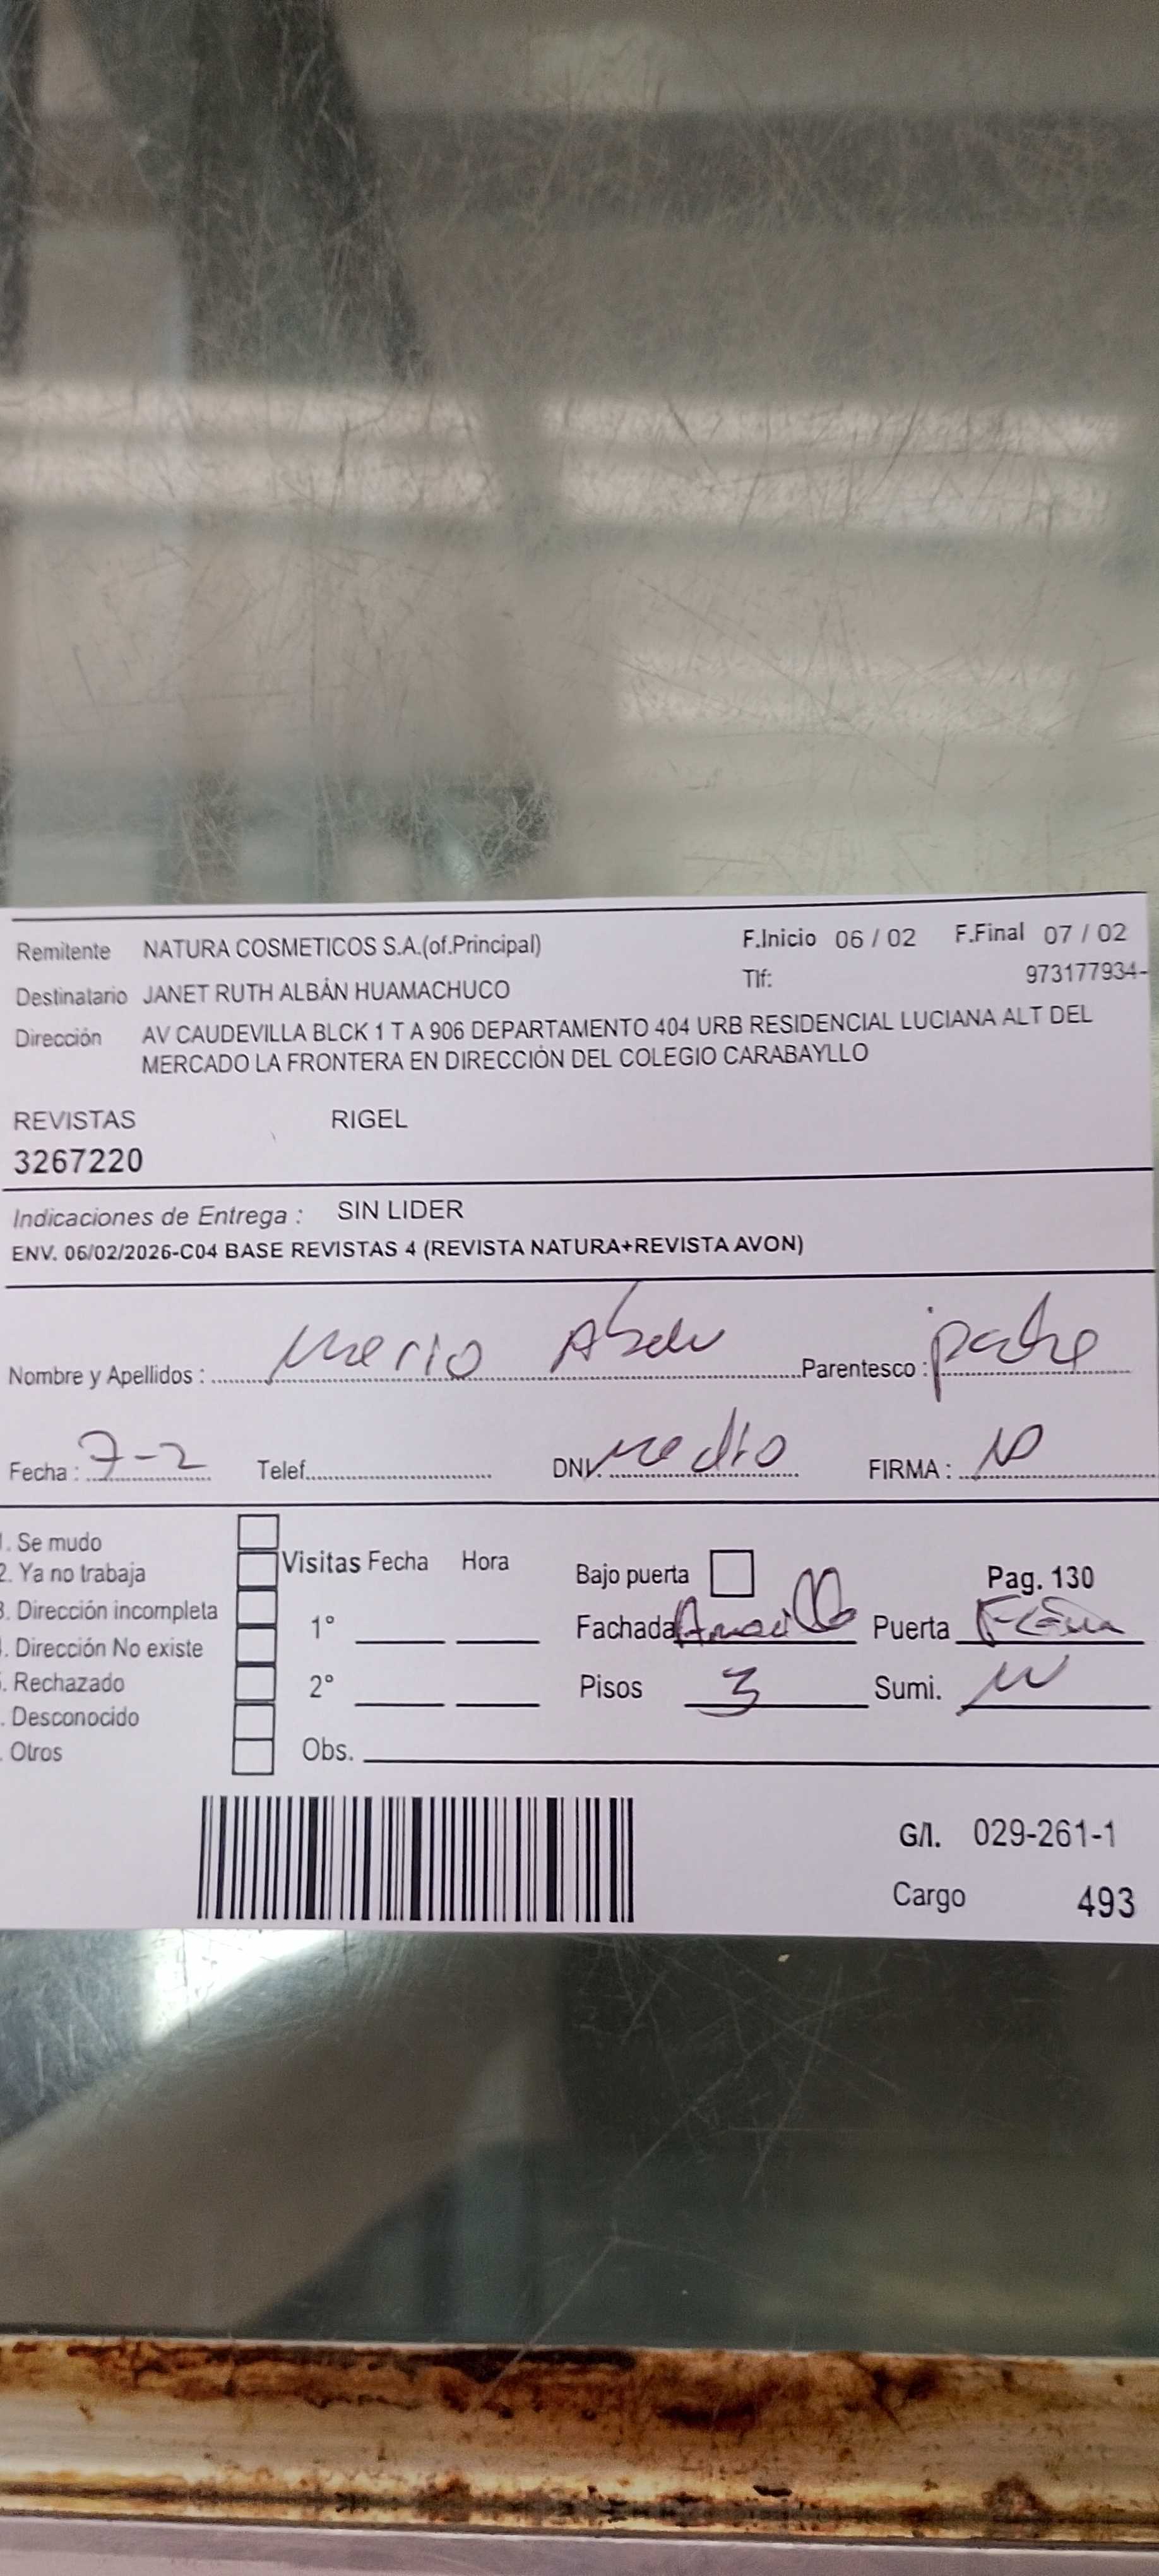 Remitente NATURA COSMETICOS S.A.(of.Principal) F.Inicio 06 / 02 F.Final 07 / 02
Destinatario JANET RUTH ALBÁN HUAMACHUCO Tlf: 973177934-
Dirección AV CAUDEVILLA BLCK 1 T A 906 DEPARTAMENTO 404 URB RESIDENCIAL LUCIANA ALT DEL
MERCADO LA FRONTERA EN DIRECCIÓN DEL COLEGIO CARABAYLLO
REVISTAS RIGEL
3267220
Indicaciones de Entrega : SIN LIDER
ENV. 06/02/2026-C04 BASE REVISTAS 4 (REVISTA NATURA+REVISTA AVON)
Nombre y Apellidos : Parentesco : padre
Fecha : 7-2 Telef. DNI. FIRMA :
. Se mudo
2. Ya no trabaja Visitas Fecha Hora Bajo puerta Pag. 130
3. Dirección incompleta 1° Fachada Amarillo Puerta
. Dirección No existe
. Rechazado 2° Pisos 3 Sumi.
. Desconocido
. Otros Obs.
G/I. 029-261-1
Cargo 493